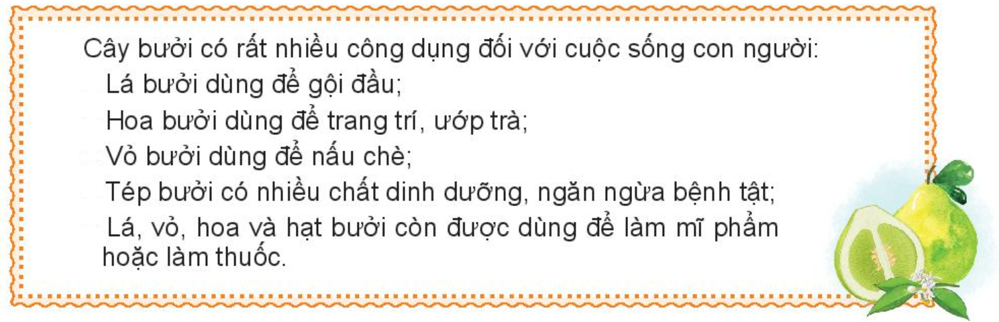 Cây bưởi có rất nhiều công dụng đối với cuộc sống con người:
Lá bưởi dùng để gội đầu;
Hoa bưởi dùng để trang trí, ướp trà;
Vỏ bưởi dùng để nấu chè;
Tép bưởi có nhiều chất dinh dưỡng, ngăn ngừa bệnh tật;
Lá, vỏ, hoa và hạt bưởi còn được dùng để làm mĩ phẩm
hoặc làm thuốc.